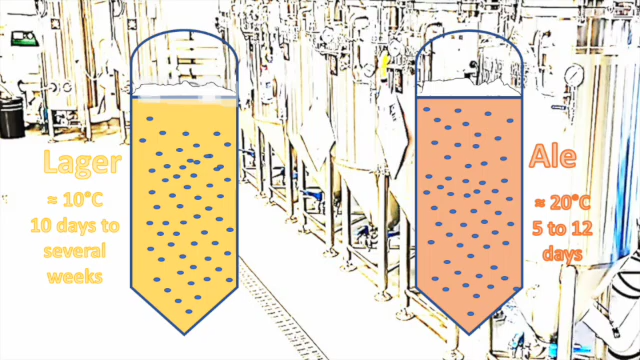 Lager
≈ 10°C
10 days to
several
weeks
Ale
≈ 20°C
5 to 12
days